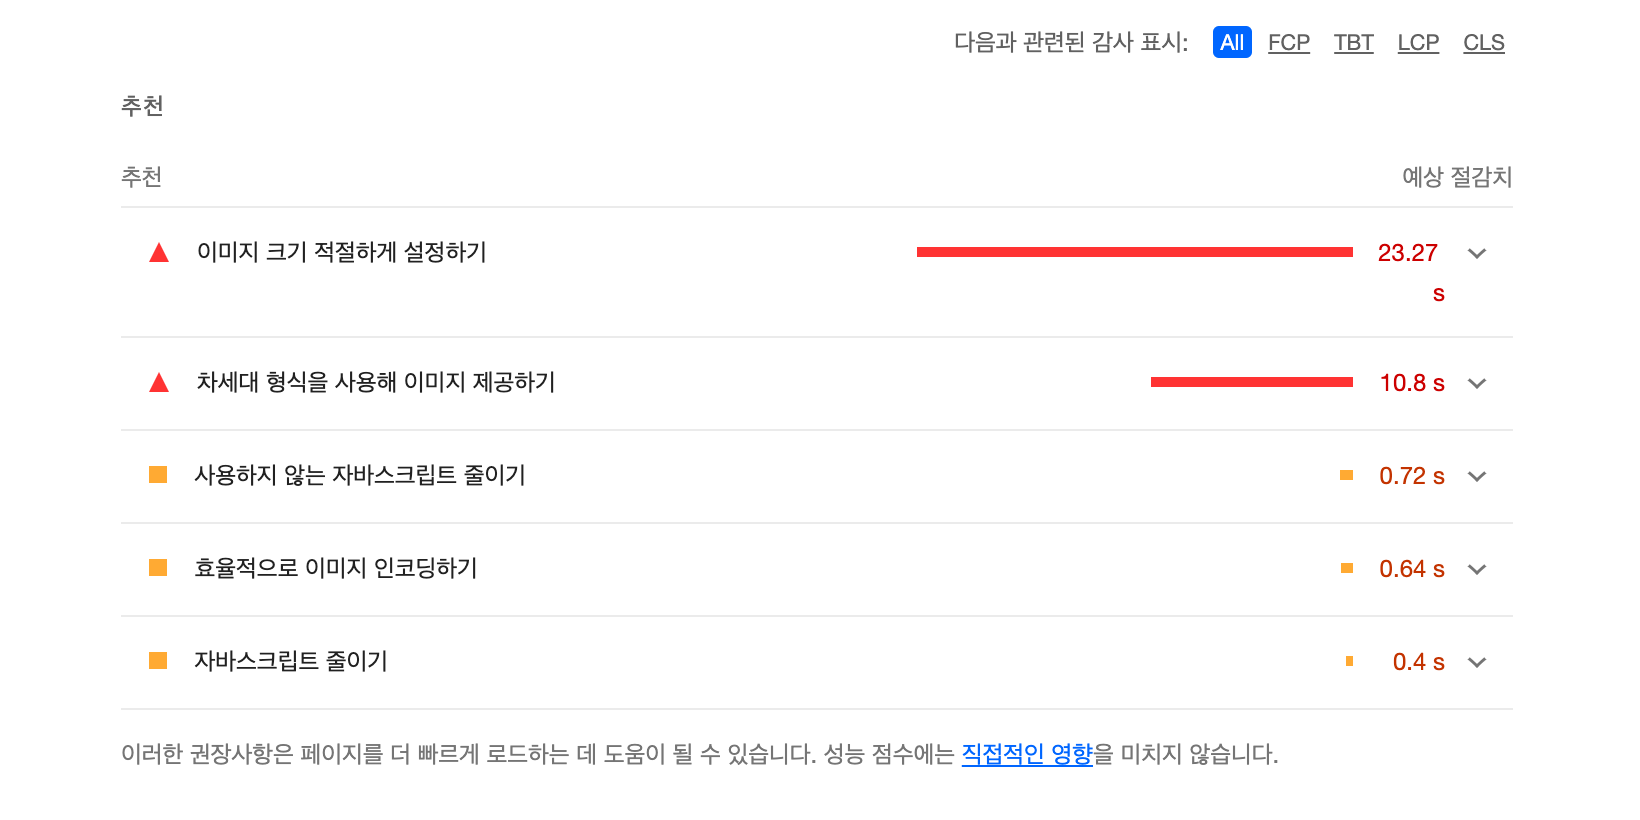 다음과 관련된 감사 표시: All FCP TBT LCP CLS
추천
추천 예상 절감치
이미지 크기 적절하게 설정하기 23.27
s
차세대 형식을 사용해 이미지 제공하기 10.8 s
사용하지 않는 자바스크립트 줄이기 0.72 s
효율적으로 이미지 인코딩하기 0.64 s
자바스크립트 줄이기 0.4 s
이러한 권장사항은 페이지를 더 빠르게 로드하는 데 도움이 될 수 있습니다. 성능 점수에는 직접적인 영향을 미치지 않습니다.